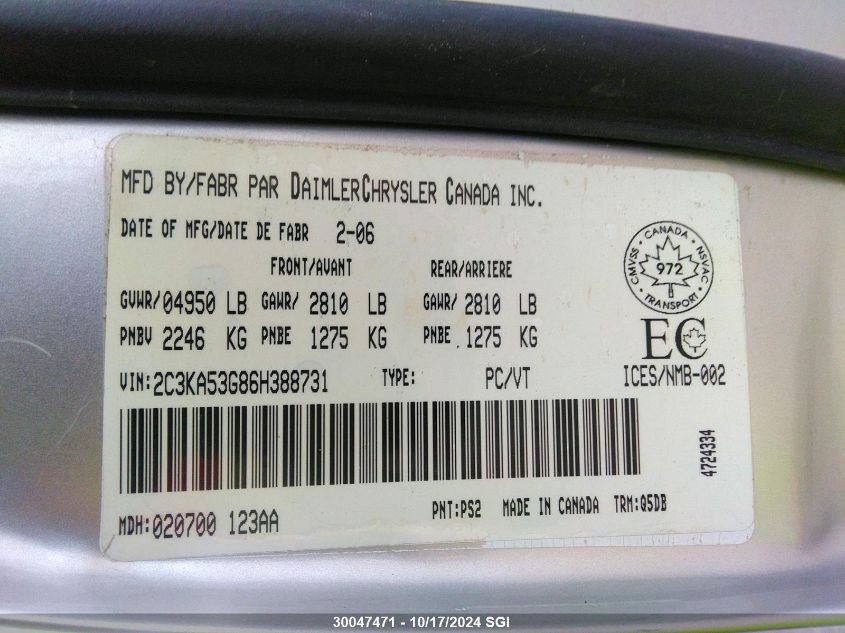 MFD BY/FABR PAR DAIMLERCHRYSLER CANADA INC.
DATE OF MFG/DATE DE FABR 2-06
FRONT/AVANT REAR/ARRIERE
GVWR/04950 LB GAWR/ 2810 LB GAWR/ 2810 LB
PNBV 2246 KG PNBE 1275 KG PNBE 1275 KG
CANADA
CMVSS 972 NSVAC
TRANSPORT
EC
VIN:2C3KA53G86H388731 TYPE: PC/VT ICES/NMB-002
4724334
PNT:PS2 MADE IN CANADA TRM:Q5DB
MDH:020700 123AA
30047471 - 10/17/2024 SGI